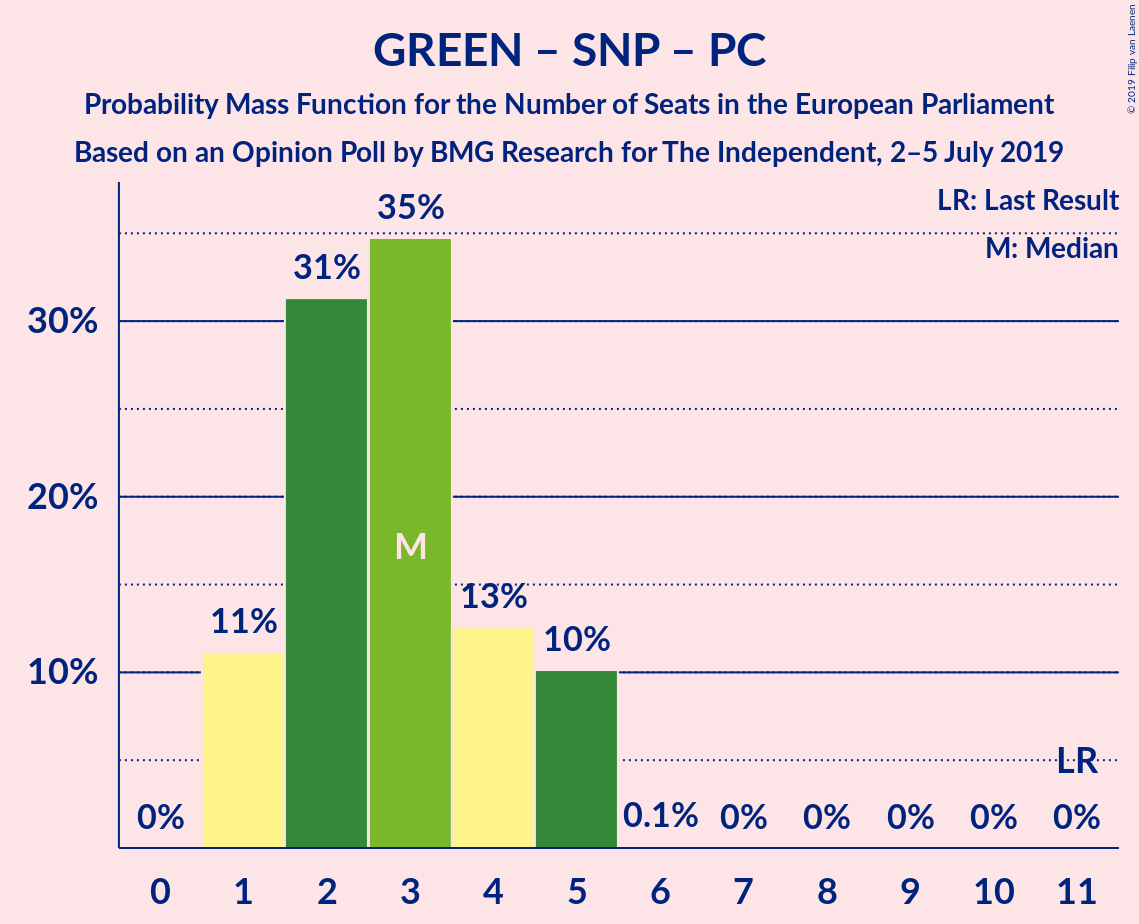 GREEN – SNP – PC
Probability Mass Function for the Number of Seats in the European Parliament
Based on an Opinion Poll by BMG Research for The Independent, 2–5 July 2019
© 2019 Filip van Laenen
LR: Last Result
M: Median
35%
31%
30%
20%
M
13%
11%
10%
10%
LR
0%
0.1%
0%
0%
0%
0%
0%
0 1 2 3 4 5 6 7 8 9 10 11